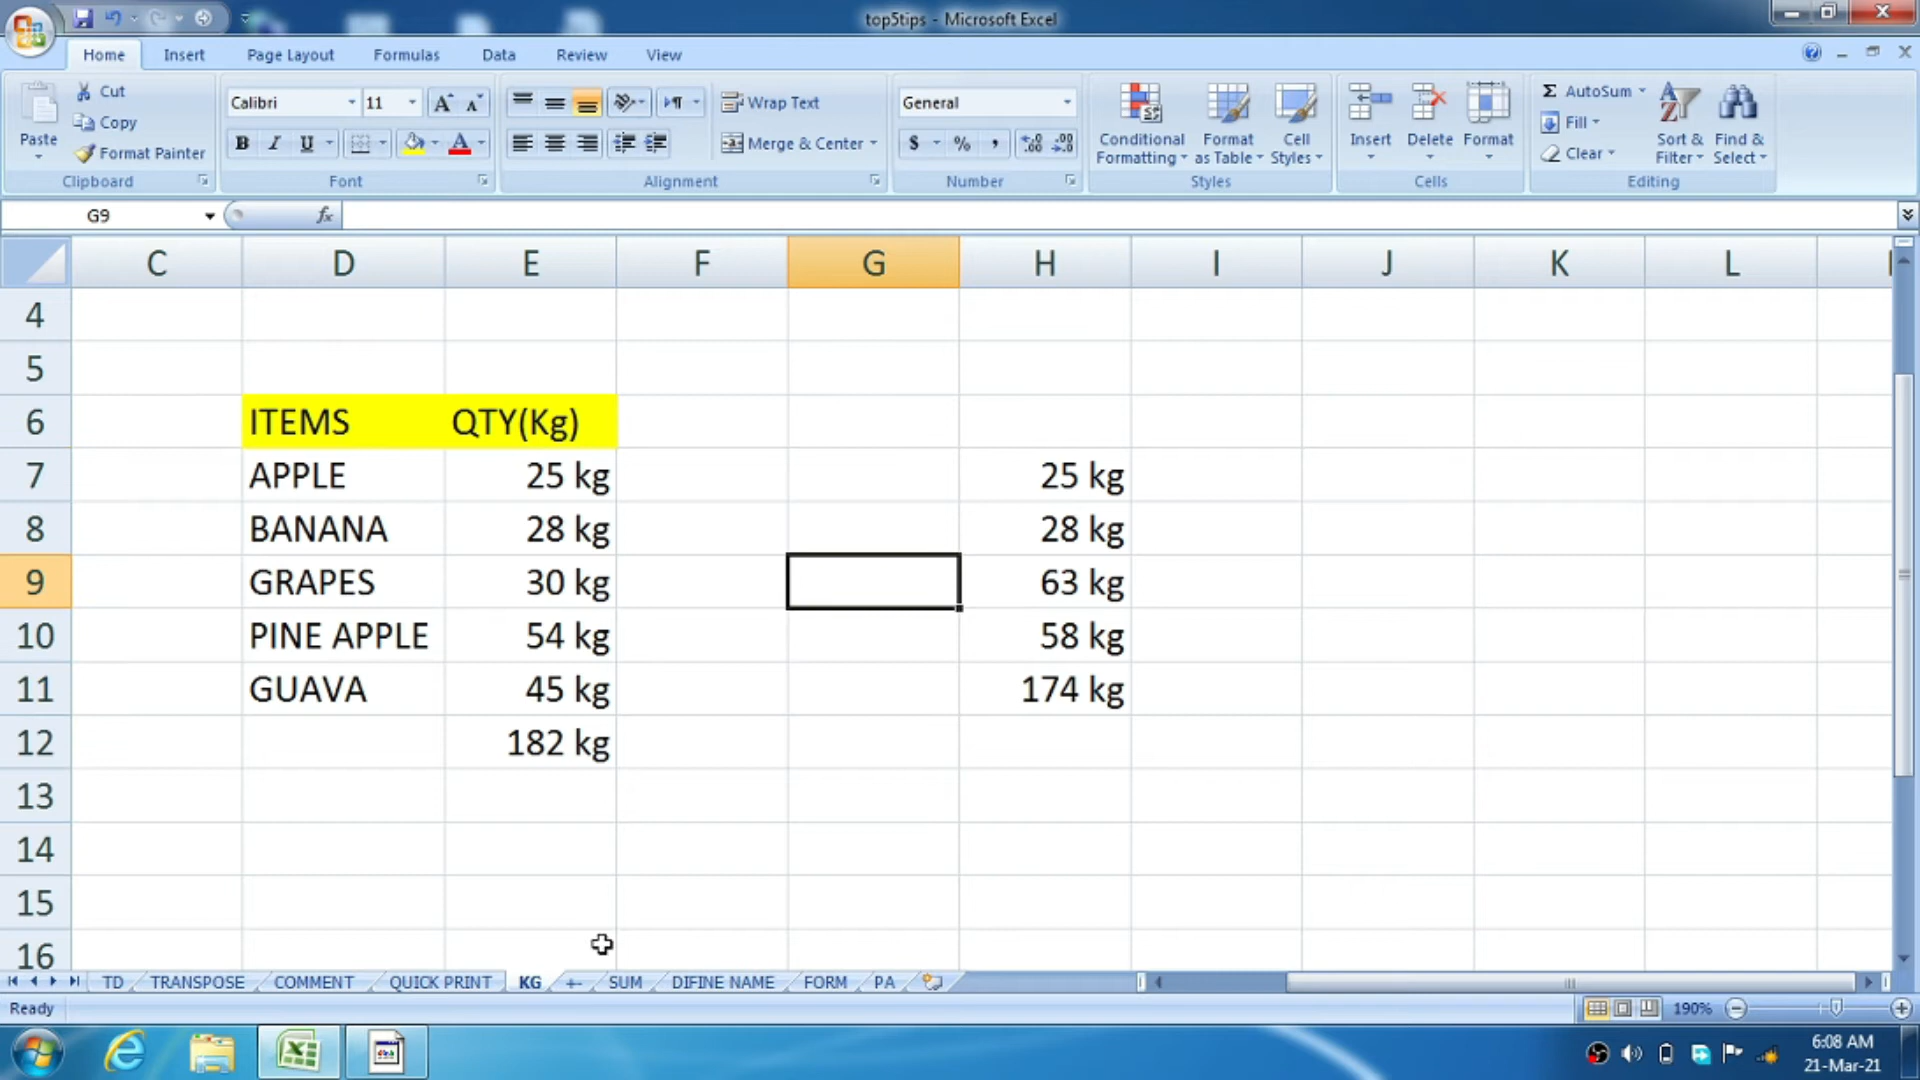 top5tips - Microsoft Excel
Home Insert Page Layout Formulas Data Review View
Paste
Cut
Copy
Format Painter
Clipboard
Calibri 11
B I U
Font
Wrap Text
Merge & Center
Alignment
General
$ % ,
Number
Conditional Formatting
Format as Table
Cell Styles
Styles
Insert Delete Format
Cells
Σ AutoSum
Fill
Clear
Sort & Filter
Find & Select
Editing
G9 fx
C D E F G H I J K L
4
5
6 ITEMS QTY(Kg)
7 APPLE 25 kg 25 kg
8 BANANA 28 kg 28 kg
9 GRAPES 30 kg 63 kg
10 PINE APPLE 54 kg 58 kg
11 GUAVA 45 kg 174 kg
12 182 kg
13
14
15
16
TD TRANSPOSE COMMENT QUICK PRINT KG +- SUM DIFINE NAME FORM PA
Ready 190%
6:08 AM
21-Mar-21